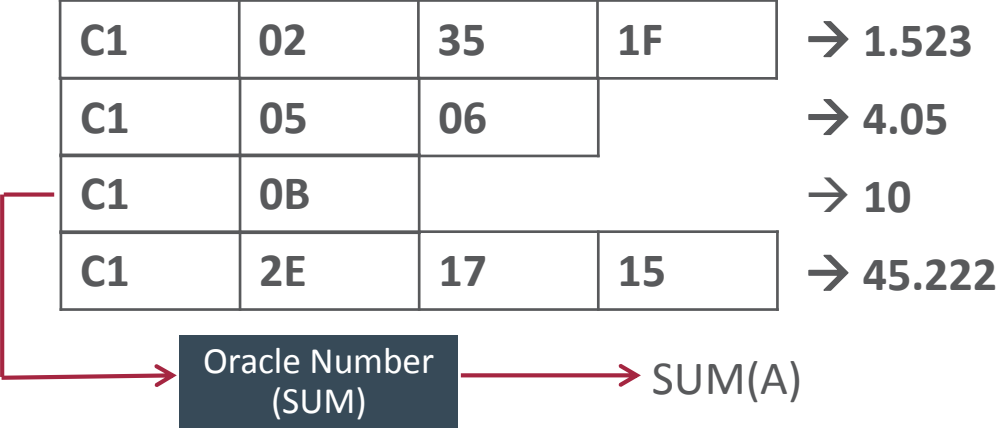 C1 02 35 1F → 1.523
C1 05 06 → 4.05
C1 0B → 10
C1 2E 17 15 → 45.222
Oracle Number
(SUM)
SUM(A)